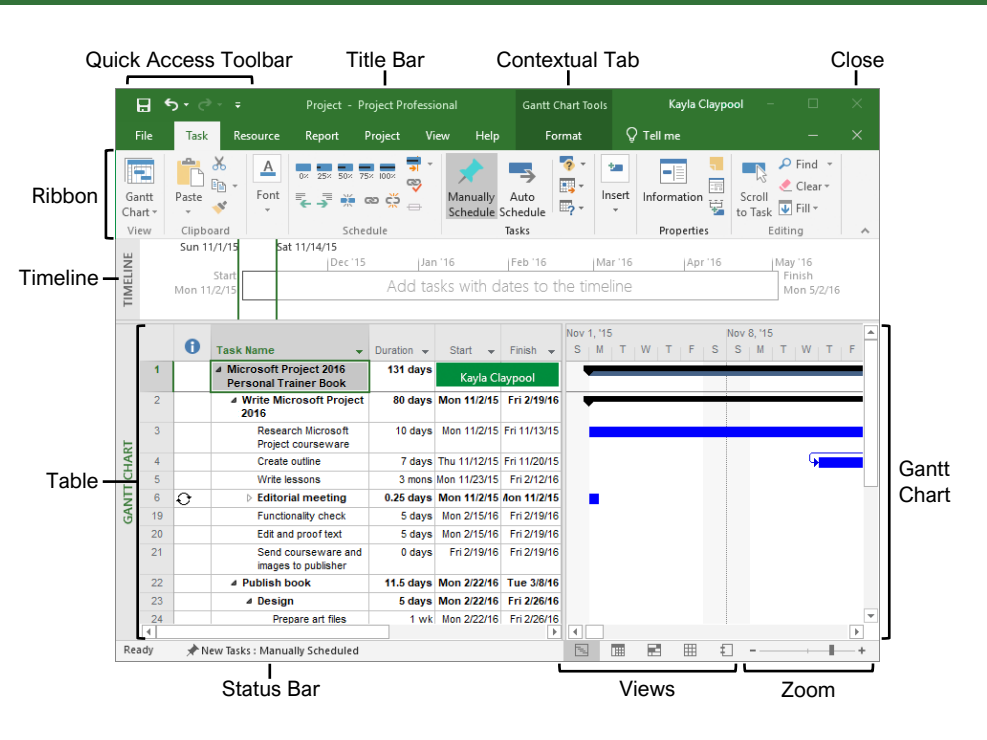 Quick Access Toolbar Title Bar Contextual Tab Close
Project - Project Professional Gantt Chart Tools Kayla Claypool
File Task Resource Report Project View Help Format Tell me
Ribbon
0× 25× 50× 75× 100×
Find
Clear
Fill
Gantt Chart
Paste
Font
Manually Schedule
Auto Schedule
Insert
Information
Scroll to Task
View Clipboard Schedule Tasks Properties Editing
Timeline
TIMELINE
Sun 11/1/15 Sat 11/14/15
Dec '15 Jan '16 Feb '16 Mar '16 Apr '16 May '16
Start
Mon 11/2/15
Add tasks with dates to the timeline
Finish
Mon 5/2/16
Table
GANTT CHART
Nov 1, '15 Nov 8, '15
Task Name Duration Start Finish S M T W T F S S M T W T F
1 Microsoft Project 2016 131 days
Personal Trainer Book Kayla Claypool
2 Write Microsoft Project 80 days Mon 11/2/15 Fri 2/19/16
2016
3 Research Microsoft 10 days Mon 11/2/15 Fri 11/13/15
Project courseware
4 Create outline 7 days Thu 11/12/15 Fri 11/20/15
5 Write lessons 3 mons Mon 11/23/15 Fri 2/12/16
6 Editorial meeting 0.25 days Mon 11/2/15 Mon 11/2/15
19 Functionality check 5 days Mon 2/15/16 Fri 2/19/16
20 Edit and proof text 5 days Mon 2/15/16 Fri 2/19/16
21 Send courseware and 0 days Fri 2/19/16 Fri 2/19/16
images to publisher
22 Publish book 11.5 days Mon 2/22/16 Tue 3/8/16
23 Design 5 days Mon 2/22/16 Fri 2/26/16
24 Prepare art files 1 wk Mon 2/22/16 Fri 2/26/16
Gantt
Chart
Ready New Tasks : Manually Scheduled
Status Bar Views Zoom